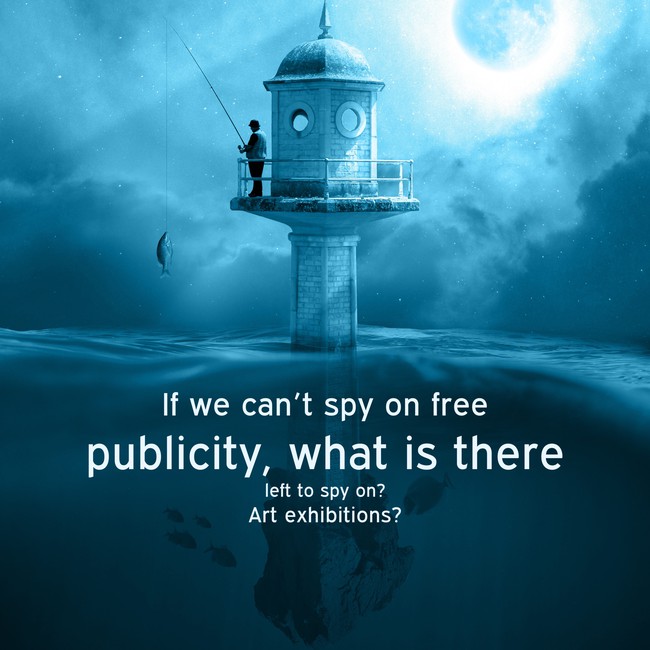 If we can't spy on free
publicity, what is there
left to spy on?
Art exhibitions?